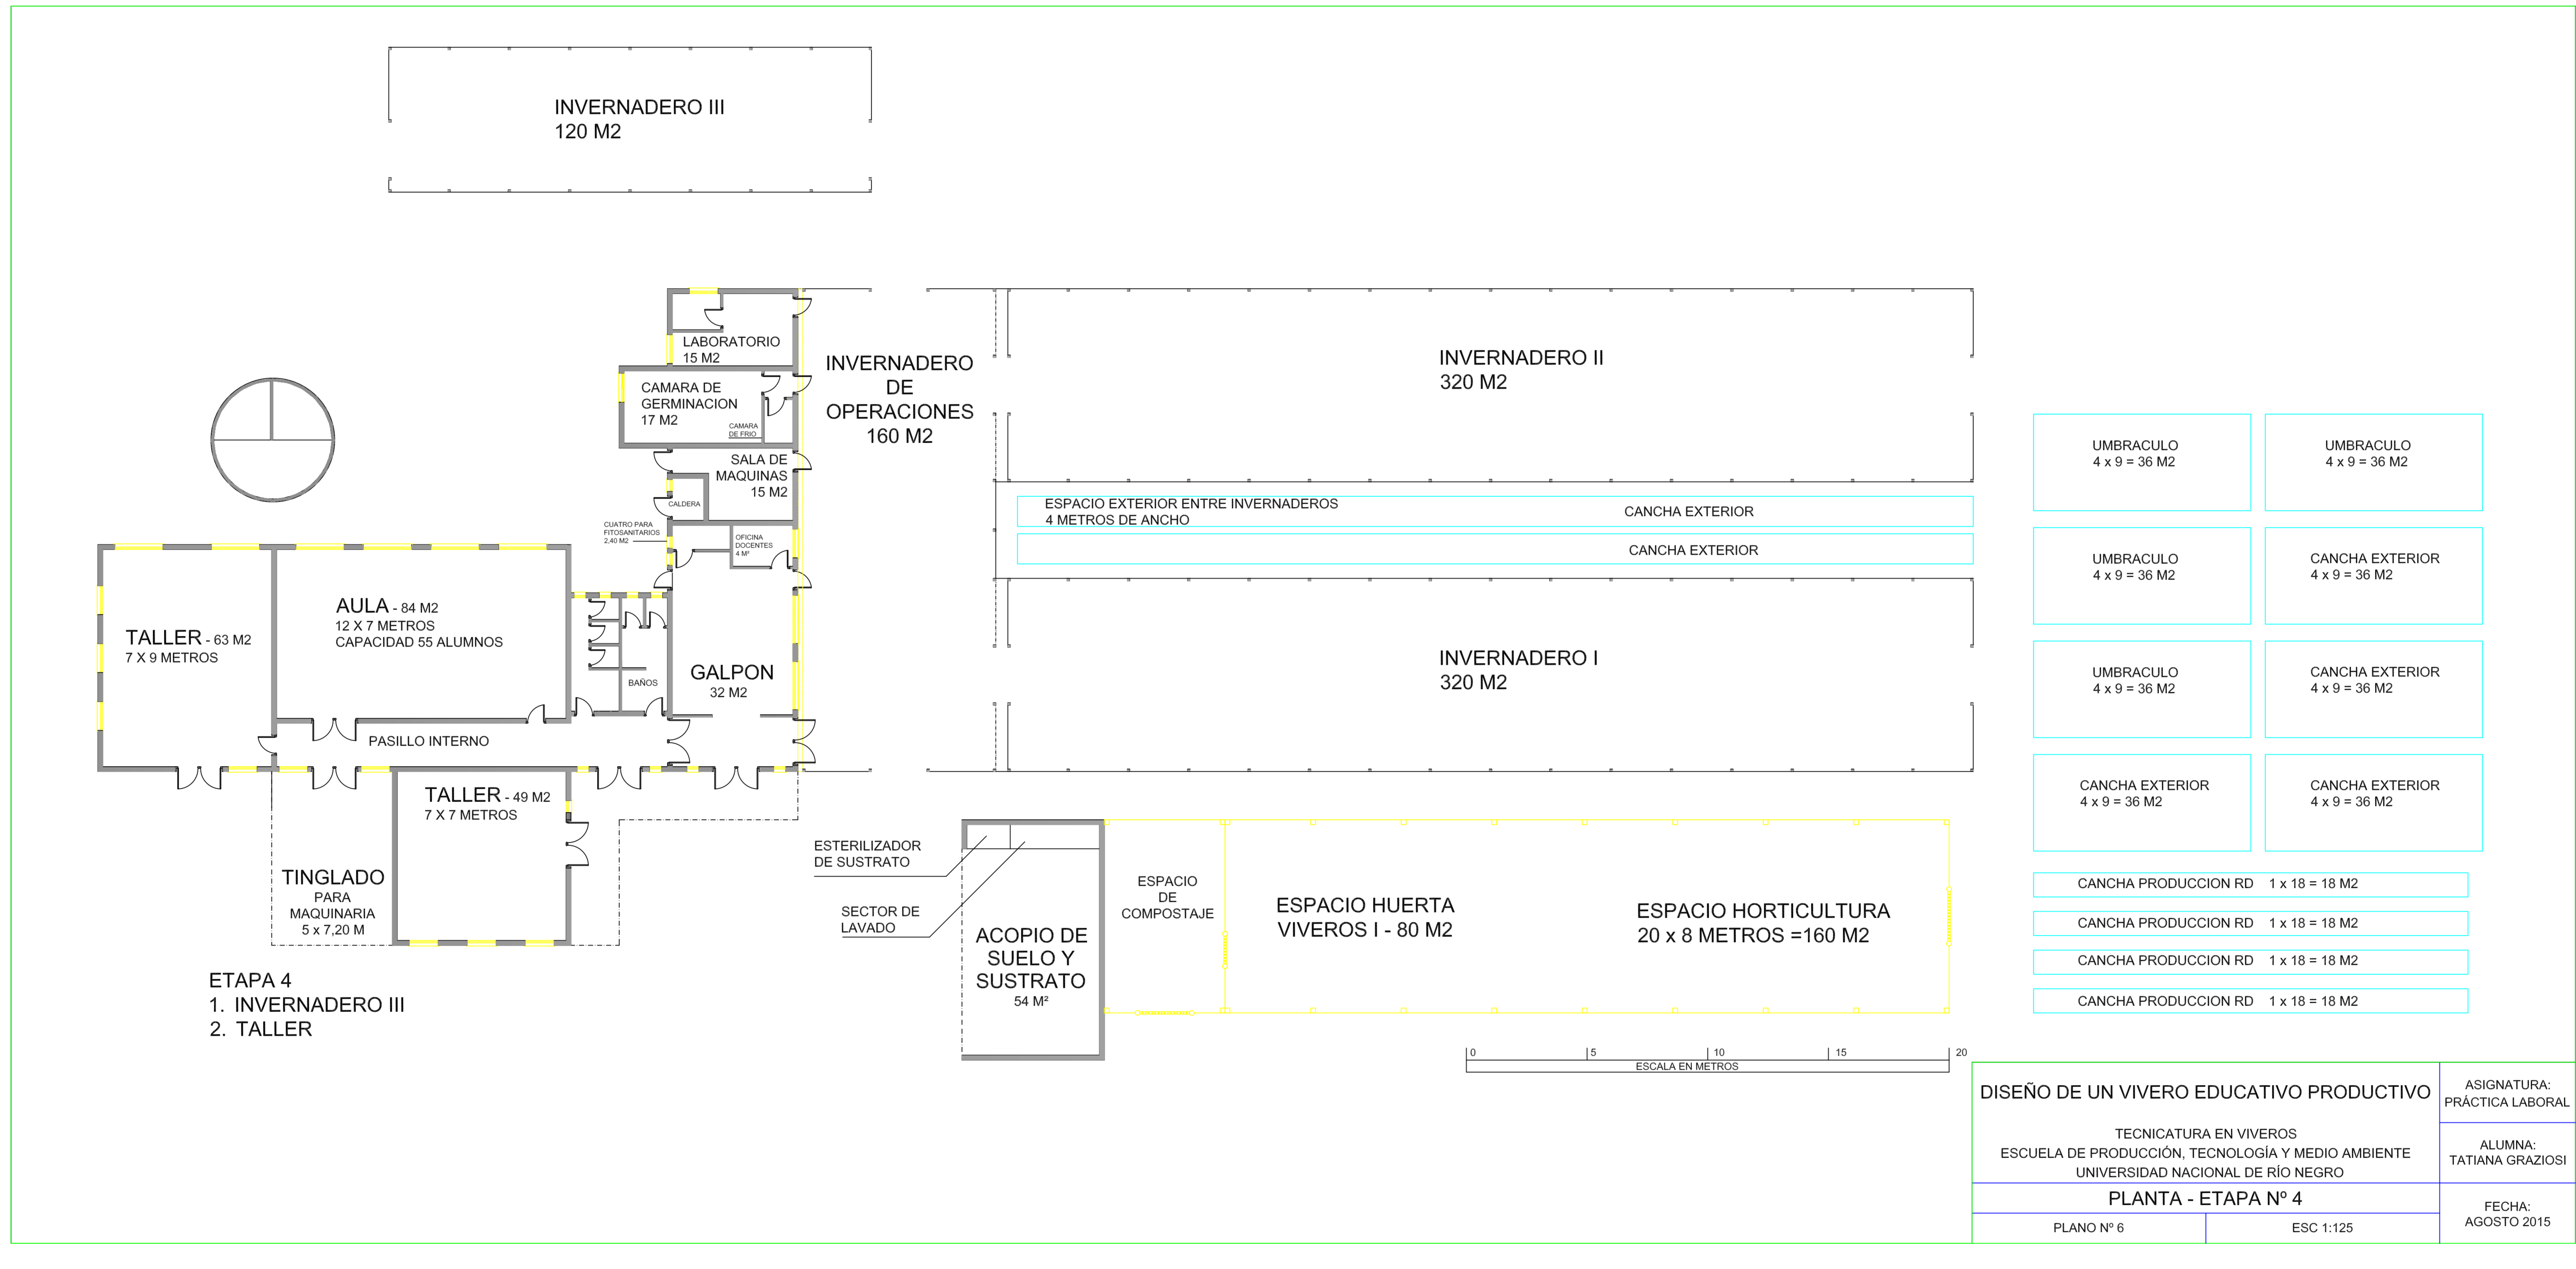 INVERNADERO III
120 M2
LABORATORIO
15 M2
CAMARA DE
GERMINACION
17 M2
CAMARA
DE FRIO
SALA DE
MAQUINAS
15 M2
CALDERA
CUATRO PARA
FITOSANITARIOS
2,40 M2
OFICINA
DOCENTES
4 M²
INVERNADERO
DE
OPERACIONES
160 M2
INVERNADERO II
320 M2
ESPACIO EXTERIOR ENTRE INVERNADEROS
4 METROS DE ANCHO
CANCHA EXTERIOR
CANCHA EXTERIOR
INVERNADERO I
320 M2
UMBRACULO
4 x 9 = 36 M2
UMBRACULO
4 x 9 = 36 M2
UMBRACULO
4 x 9 = 36 M2
CANCHA EXTERIOR
4 x 9 = 36 M2
UMBRACULO
4 x 9 = 36 M2
CANCHA EXTERIOR
4 x 9 = 36 M2
CANCHA EXTERIOR
4 x 9 = 36 M2
CANCHA EXTERIOR
4 x 9 = 36 M2
CANCHA PRODUCCION RD 1 x 18 = 18 M2
CANCHA PRODUCCION RD 1 x 18 = 18 M2
CANCHA PRODUCCION RD 1 x 18 = 18 M2
CANCHA PRODUCCION RD 1 x 18 = 18 M2
TALLER - 63 M2
7 X 9 METROS
AULA - 84 M2
12 X 7 METROS
CAPACIDAD 55 ALUMNOS
BAÑOS
GALPON
32 M2
PASILLO INTERNO
TALLER - 49 M2
7 X 7 METROS
TINGLADO
PARA
MAQUINARIA
5 x 7,20 M
ESTERILIZADOR
DE SUSTRATO
SECTOR DE
LAVADO
ACOPIO DE
SUELO Y
SUSTRATO
54 M²
ESPACIO
DE
COMPOSTAJE
ESPACIO HUERTA
VIVEROS I - 80 M2
ESPACIO HORTICULTURA
20 x 8 METROS =160 M2
ETAPA 4
1. INVERNADERO III
2. TALLER
0 5 10 15 20
ESCALA EN METROS
DISEÑO DE UN VIVERO EDUCATIVO PRODUCTIVO
TECNICATURA EN VIVEROS
ESCUELA DE PRODUCCIÓN, TECNOLOGÍA Y MEDIO AMBIENTE
UNIVERSIDAD NACIONAL DE RÍO NEGRO
PLANTA - ETAPA Nº 4
PLANO Nº 6
ESC 1:125
ASIGNATURA:
PRÁCTICA LABORAL
ALUMNA:
TATIANA GRAZIOSI
FECHA:
AGOSTO 2015